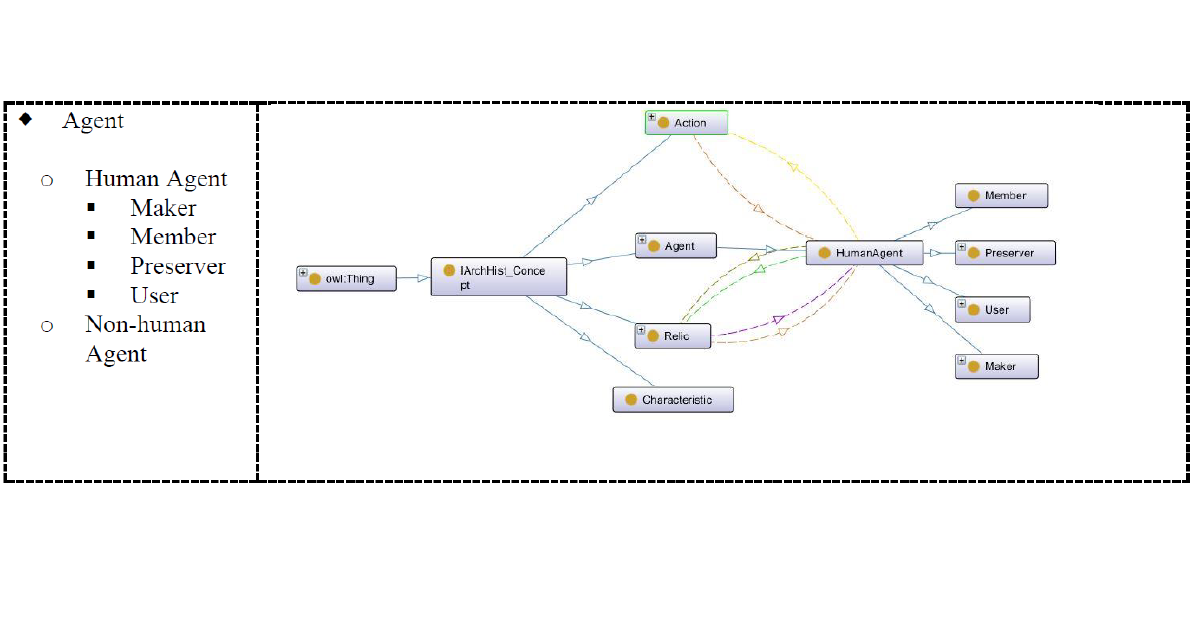 Agent
Human Agent
Maker
Member
Preserver
User
Non-human
Agent
Action
Member
Agent
HumanAgent
Preserver
owl:Thing
IArchHist_Conce
pt
User
Relic
Maker
Characteristic